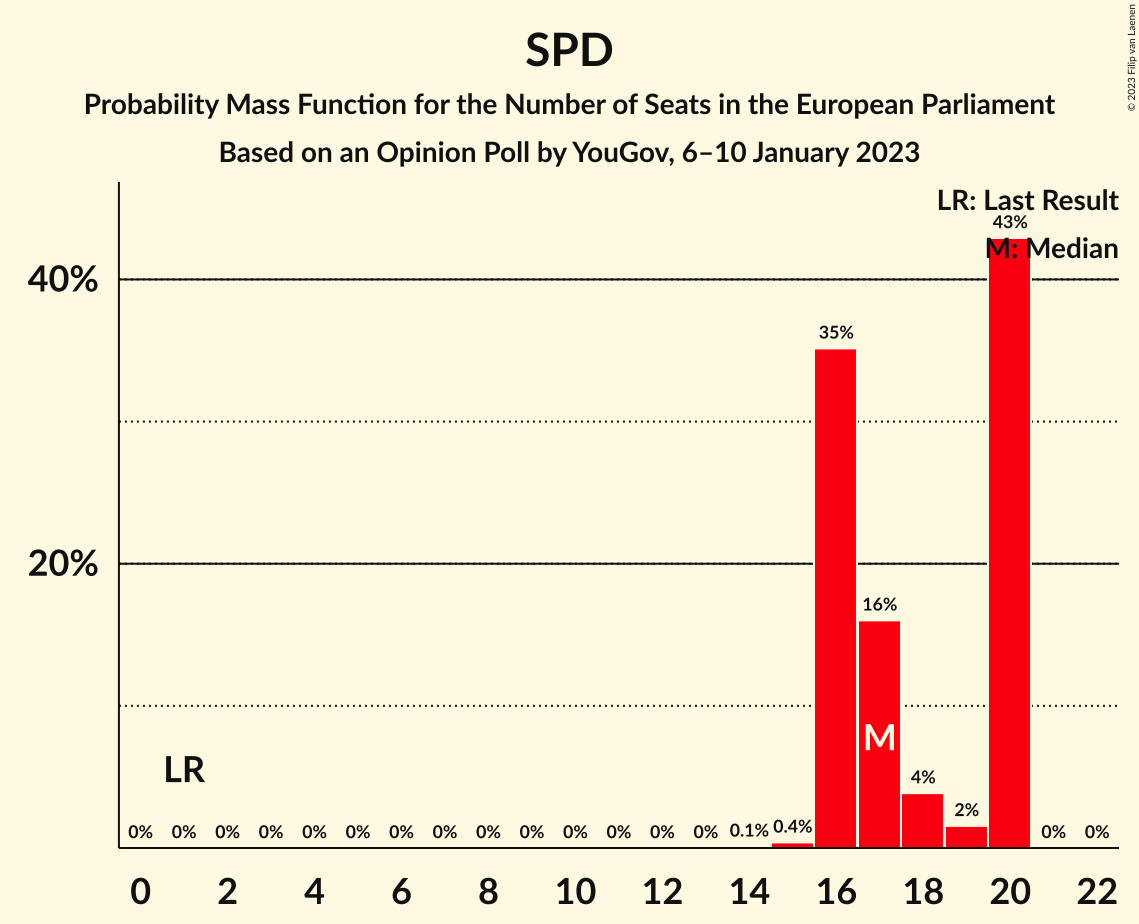 SPD
Probability Mass Function for the Number of Seats in the European Parliament
Based on an Opinion Poll by YouGov, 6–10 January 2023
© 2023 Filip van Laenen
LR: Last Result
M: Median
43%
40%
35%
20%
16%
M
LR
4%
2%
0% 0% 0% 0% 0% 0% 0% 0% 0% 0% 0% 0% 0% 0% 0.1% 0.4% 0% 0%
0 2 4 6 8 10 12 14 16 18 20 22